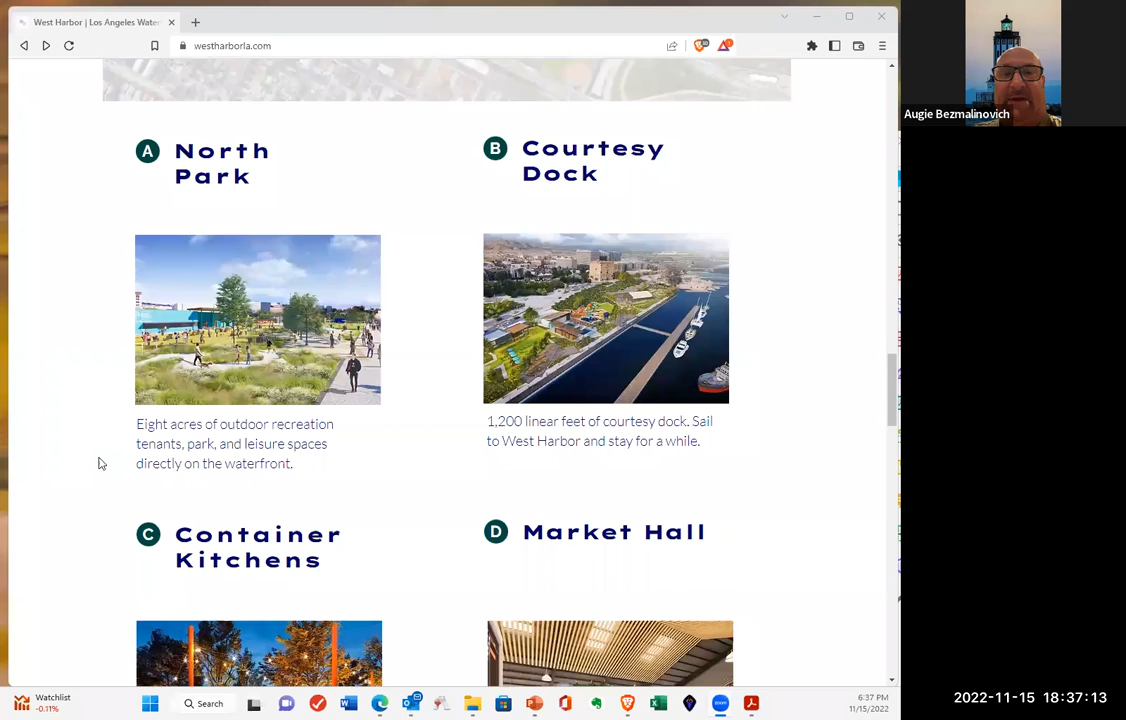 West Harbor | Los Angeles Water
westharborla.com
Augie Bezmalinovich
A North
Park
B Courtesy
Dock
Eight acres of outdoor recreation
tenants, park, and leisure spaces
directly on the waterfront.
1,200 linear feet of courtesy dock. Sail
to West Harbor and stay for a while.
C Container
Kitchens
D Market Hall
Watchlist
-0.11%
Search
zoom
6:37 PM
11/15/2022
2022-11-15 18:37:13